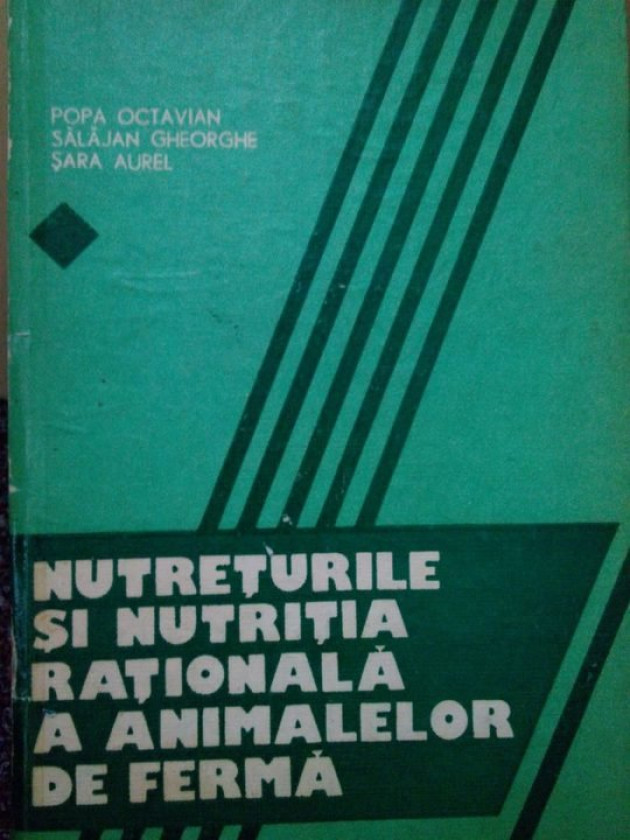 POPA OCTAVIAN
SĂLĂJAN GHEORGHE
ŞARA AUREL
NUTREŢURILE
ŞI NUTRIŢIA
RAŢIONALĂ
A ANIMALELOR
DE FERMĂ